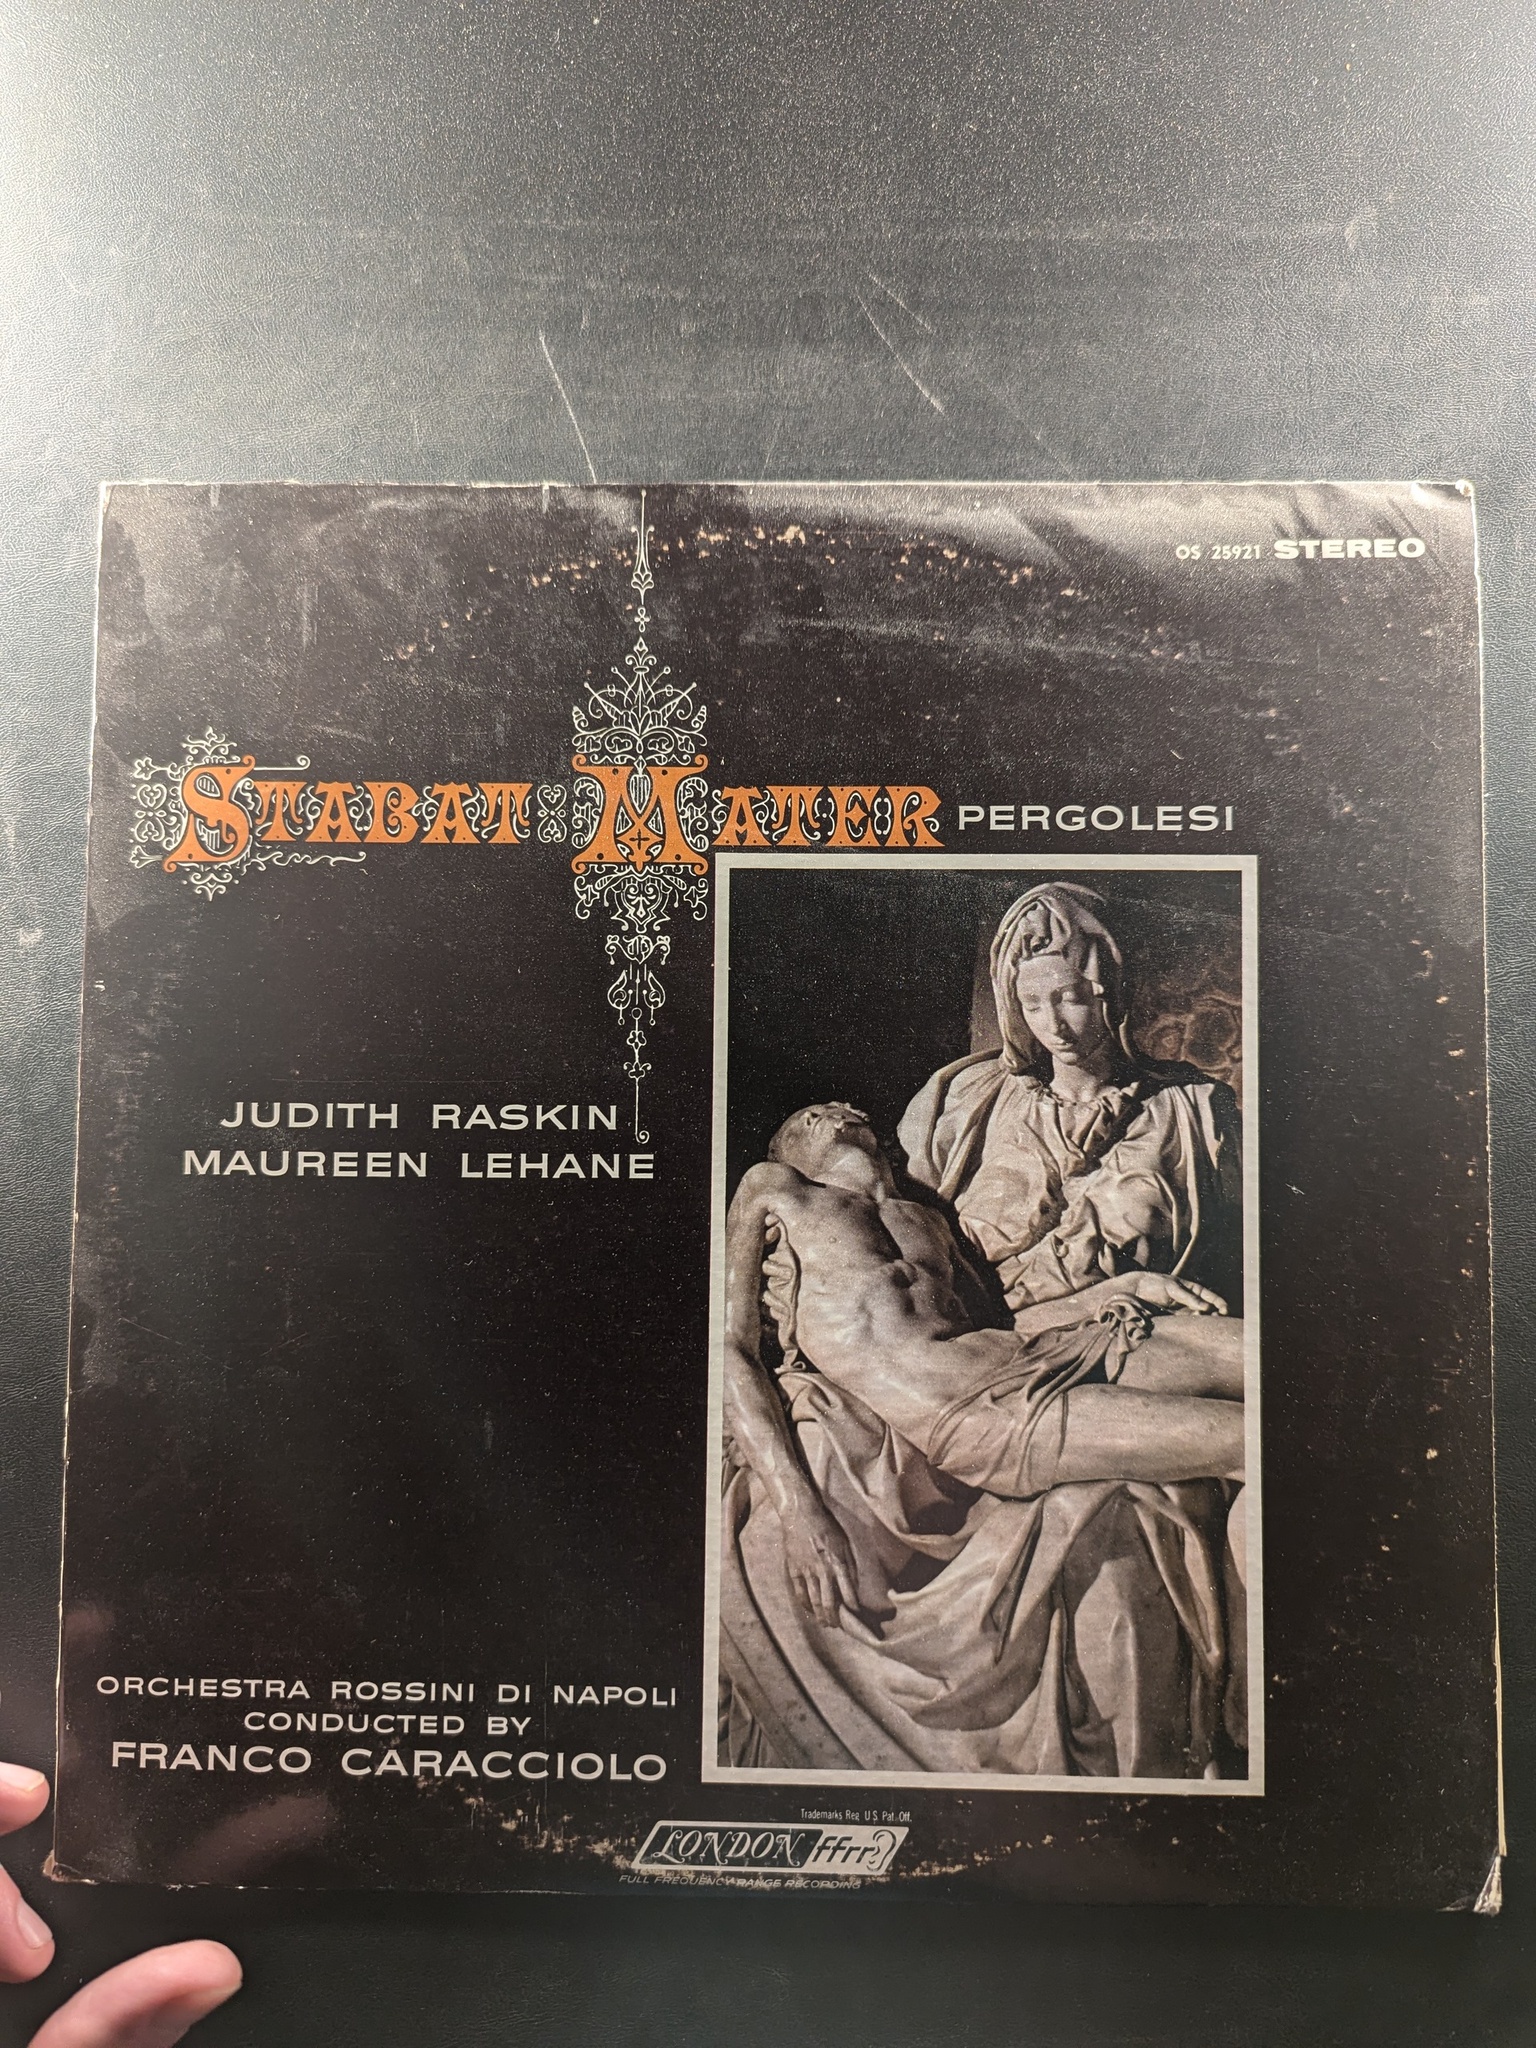 OS 25921 STEREO
STABAT MATER PERGOLESI
JUDITH RASKIN
MAUREEN LEHANE
ORCHESTRA ROSSINI DI NAPOLI
CONDUCTED BY
FRANCO CARACCIOLO
Trademarks Reg. U.S. Pat. Off.
LONDON ffrr
FULL FREQUENCY RANGE RECORDING